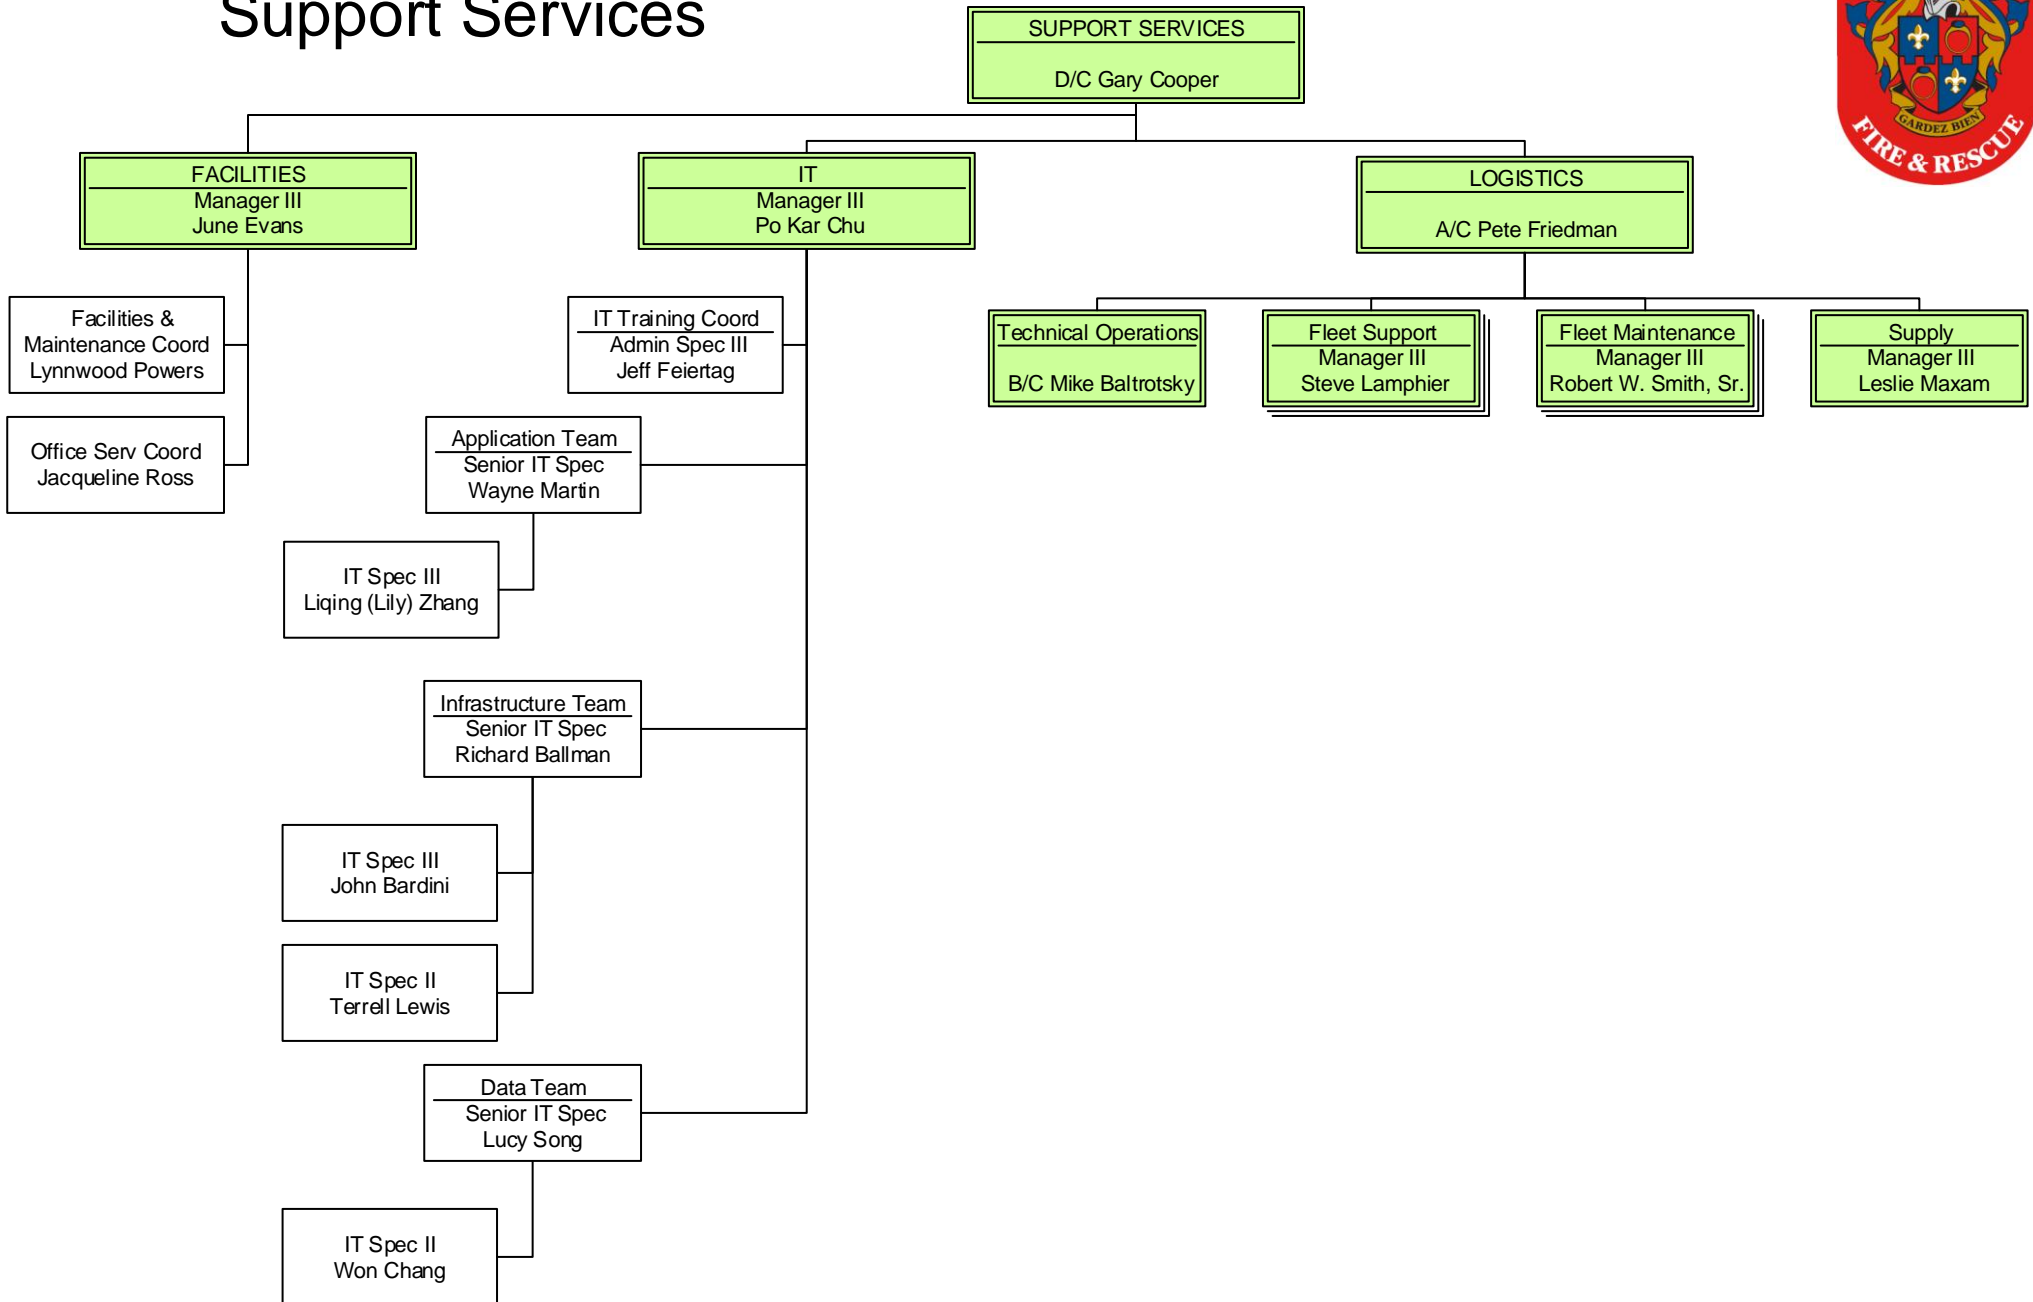 Support Services
SUPPORT SERVICES
D/C Gary Cooper
GARDEZ BIEN
FIRE & RESCUE
FACILITIES
Manager III
June Evans
IT
Manager III
Po Kar Chu
LOGISTICS
A/C Pete Friedman
Facilities &
Maintenance Coord
Lynnwood Powers
Office Serv Coord
Jacqueline Ross
IT Training Coord
Admin Spec III
Jeff Feiertag
Application Team
Senior IT Spec
Wayne Martin
IT Spec III
Liqing (Lily) Zhang
Infrastructure Team
Senior IT Spec
Richard Ballman
IT Spec III
John Bardini
IT Spec II
Terrell Lewis
Data Team
Senior IT Spec
Lucy Song
IT Spec II
Won Chang
Technical Operations
B/C Mike Baltrotsky
Fleet Support
Manager III
Steve Lamphier
Fleet Maintenance
Manager III
Robert W. Smith, Sr.
Supply
Manager III
Leslie Maxam